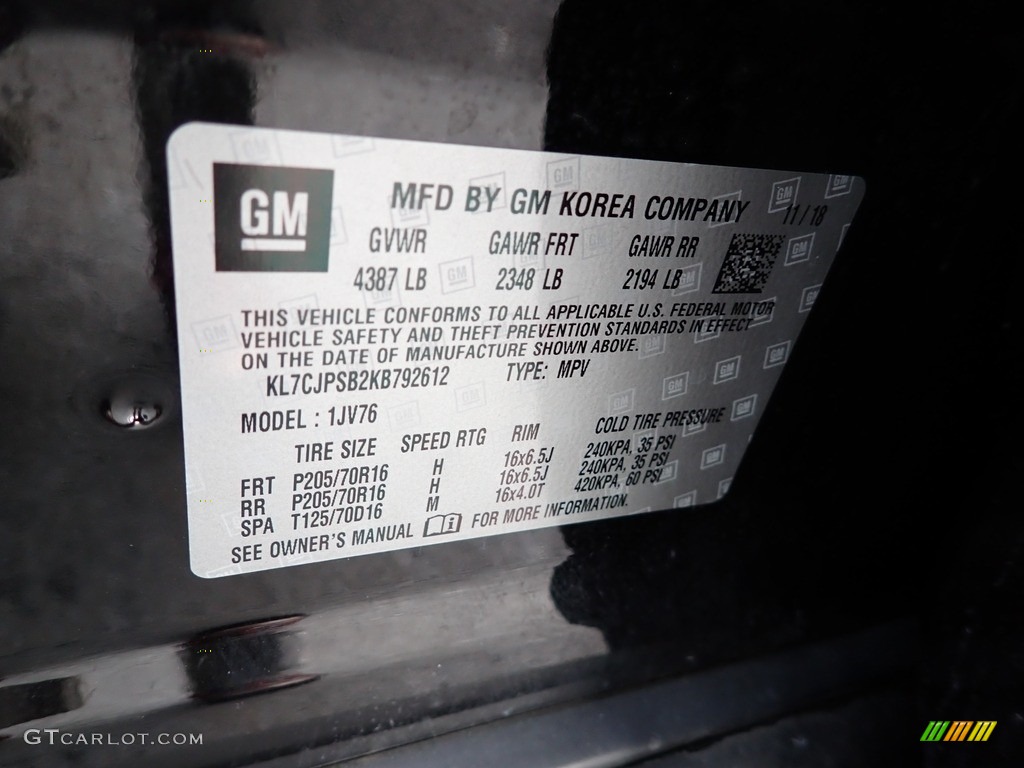 GM
MFD BY GM KOREA COMPANY 11/18
GVWR GAWR FRT GAWR RR
4387 LB 2348 LB 2194 LB
THIS VEHICLE CONFORMS TO ALL APPLICABLE U.S. FEDERAL MOTOR
VEHICLE SAFETY AND THEFT PREVENTION STANDARDS IN EFFECT
ON THE DATE OF MANUFACTURE SHOWN ABOVE.
KL7CJPSB2KB792612 TYPE: MPV
MODEL : 1JV76
TIRE SIZE SPEED RTG RIM COLD TIRE PRESSURE
FRT P205/70R16 H 16x6.5J 240KPA, 35 PSI
RR P205/70R16 H 16x6.5J 240KPA, 35 PSI
SPA T125/70D16 M 16x4.0T 420KPA, 60 PSI
SEE OWNER'S MANUAL FOR MORE INFORMATION.
GTCARLOT.COM